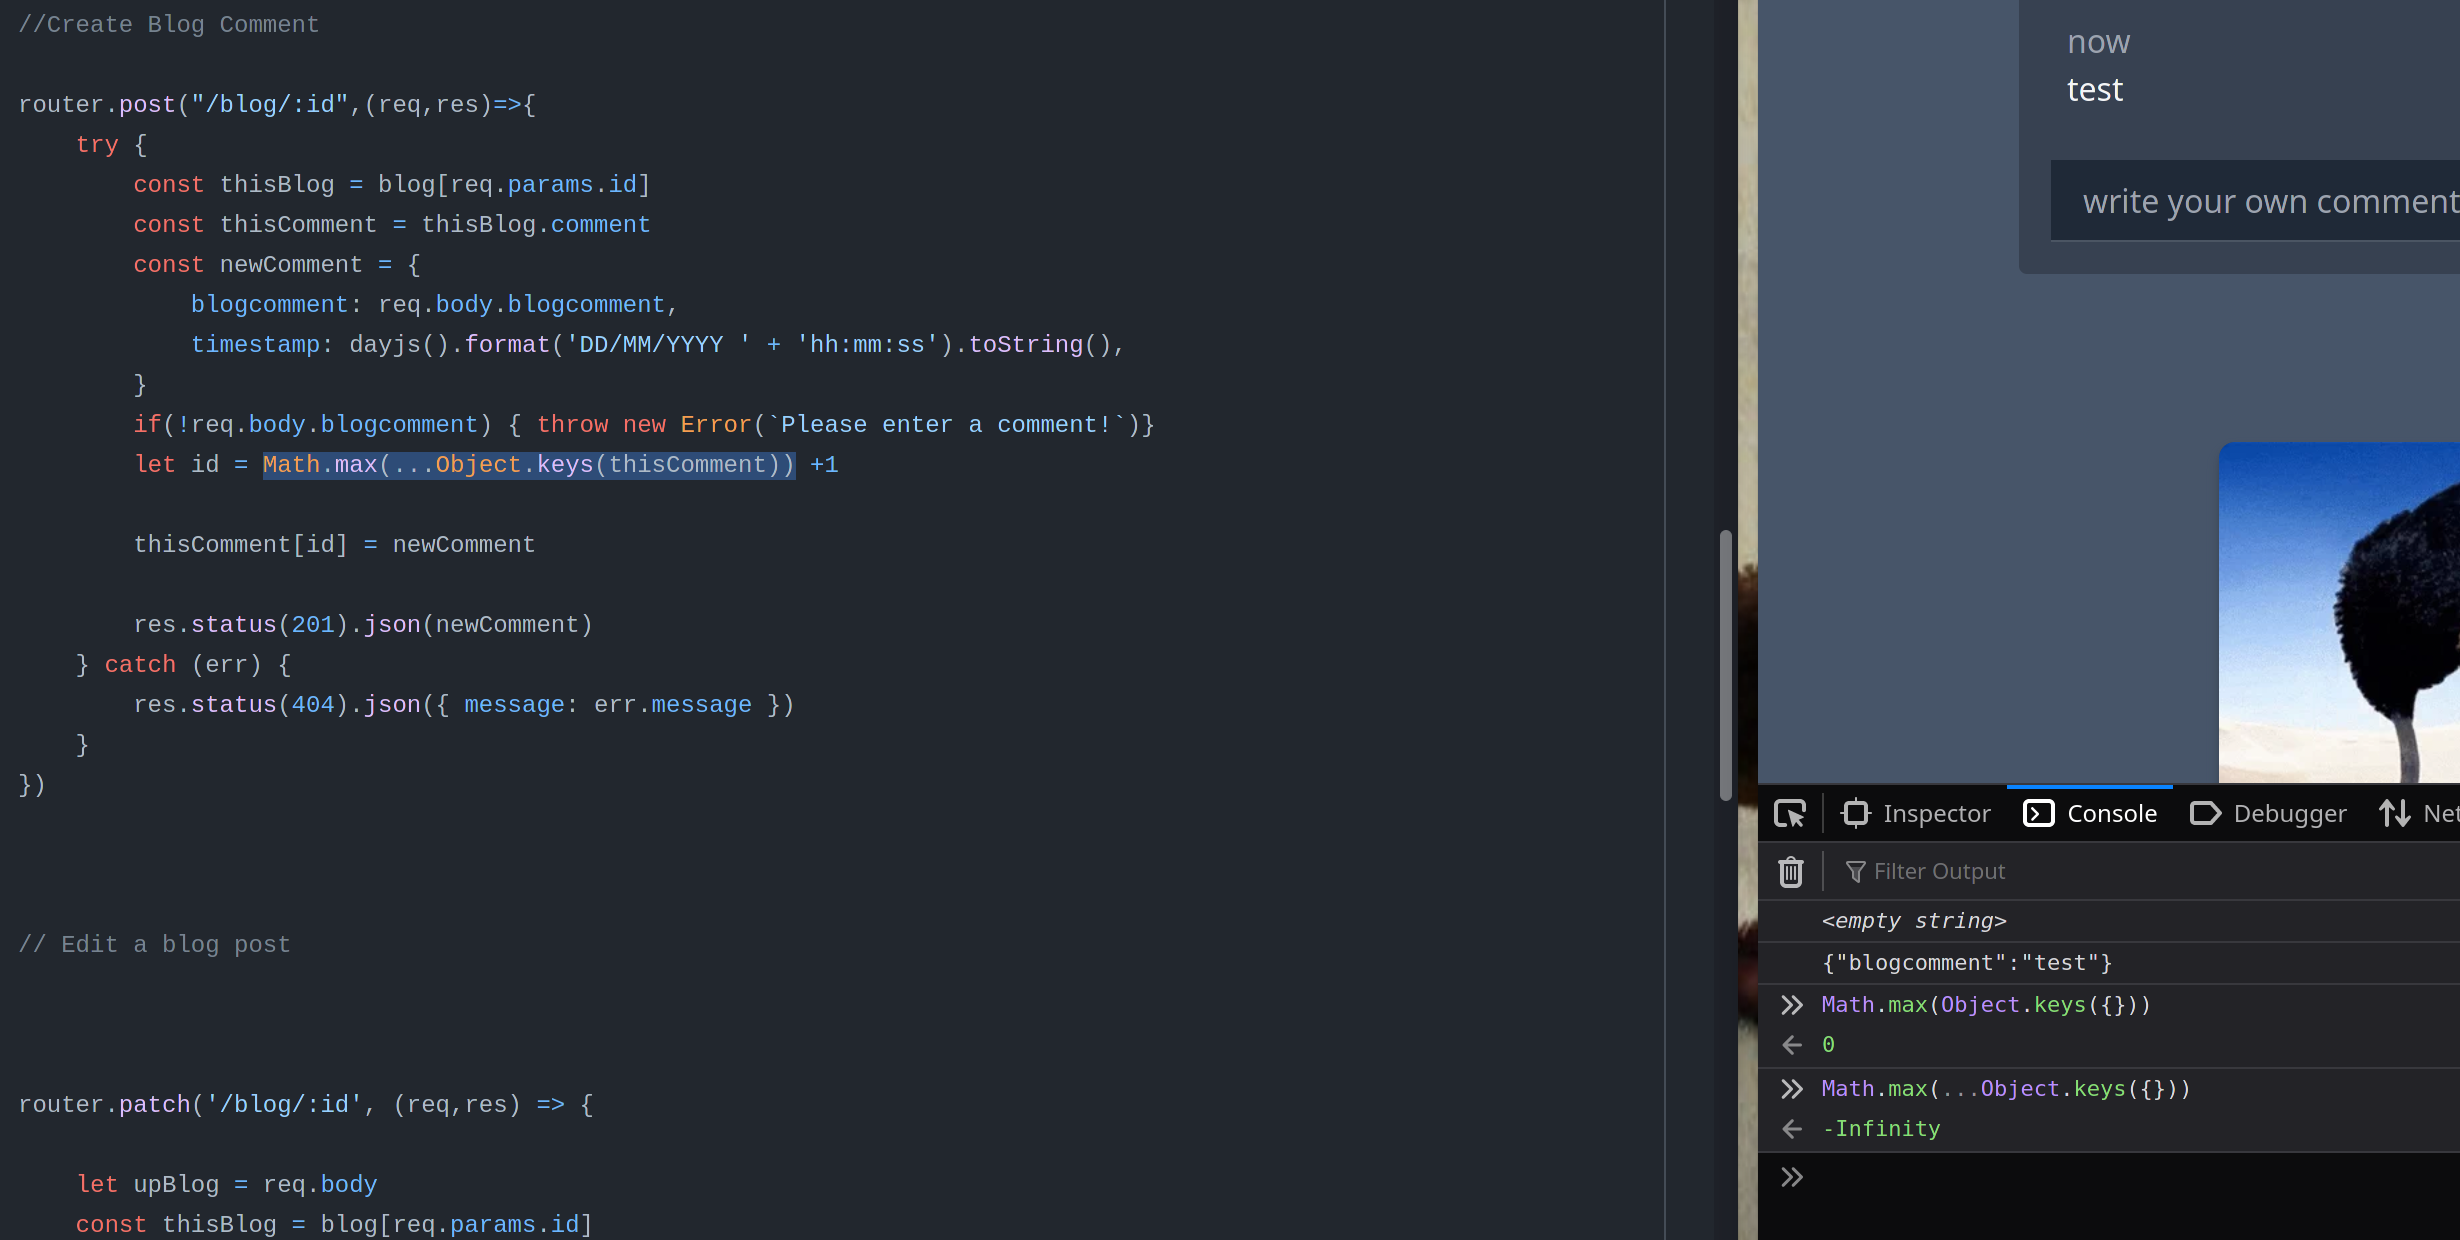 //Create Blog Comment
router.post("/blog/:id",(req,res)=>{
    try {
        const thisBlog = blog[req.params.id]
        const thisComment = thisBlog.comment
        const newComment = {
            blogcomment: req.body.blogcomment,
            timestamp: dayjs().format('DD/MM/YYYY ' + 'hh:mm:ss').toString(),
        }
        if(!req.body.blogcomment) { throw new Error(`Please enter a comment!`)}
        let id = Math.max(...Object.keys(thisComment)) +1
        thisComment[id] = newComment
        res.status(201).json(newComment)
    } catch (err) {
        res.status(404).json({ message: err.message })
    }
})
// Edit a blog post
router.patch('/blog/:id', (req,res) => {
    let upBlog = req.body
    const thisBlog = blog[req.params.id]
now
test
write your own comment
Inspector
Console
Debugger
Net
Filter Output
<empty string>
{"blogcomment":"test"}
Math.max(Object.keys({}))
0
Math.max(...Object.keys({}))
-Infinity